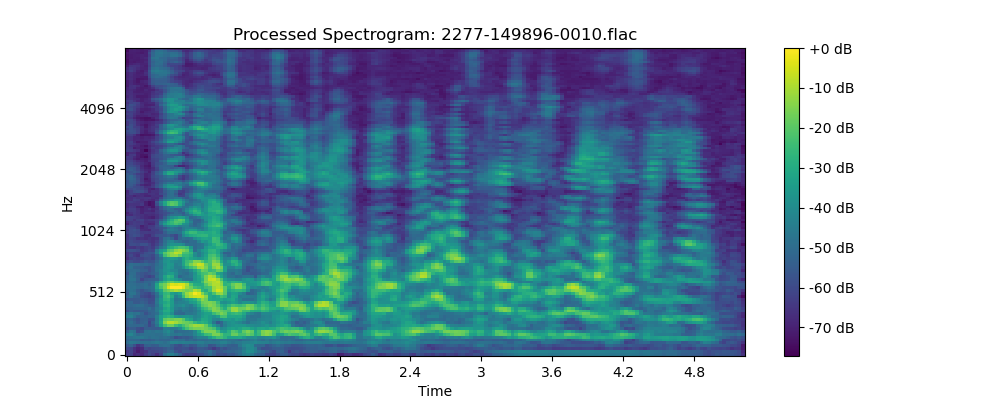 Processed Spectrogram: 2277-149896-0010.flac
+0 dB
-10 dB
-20 dB
-30 dB
-40 dB
-50 dB
-60 dB
-70 dB
Hz
4096
2048
1024
512
0
0 0.6 1.2 1.8 2.4 3 3.6 4.2 4.8
Time